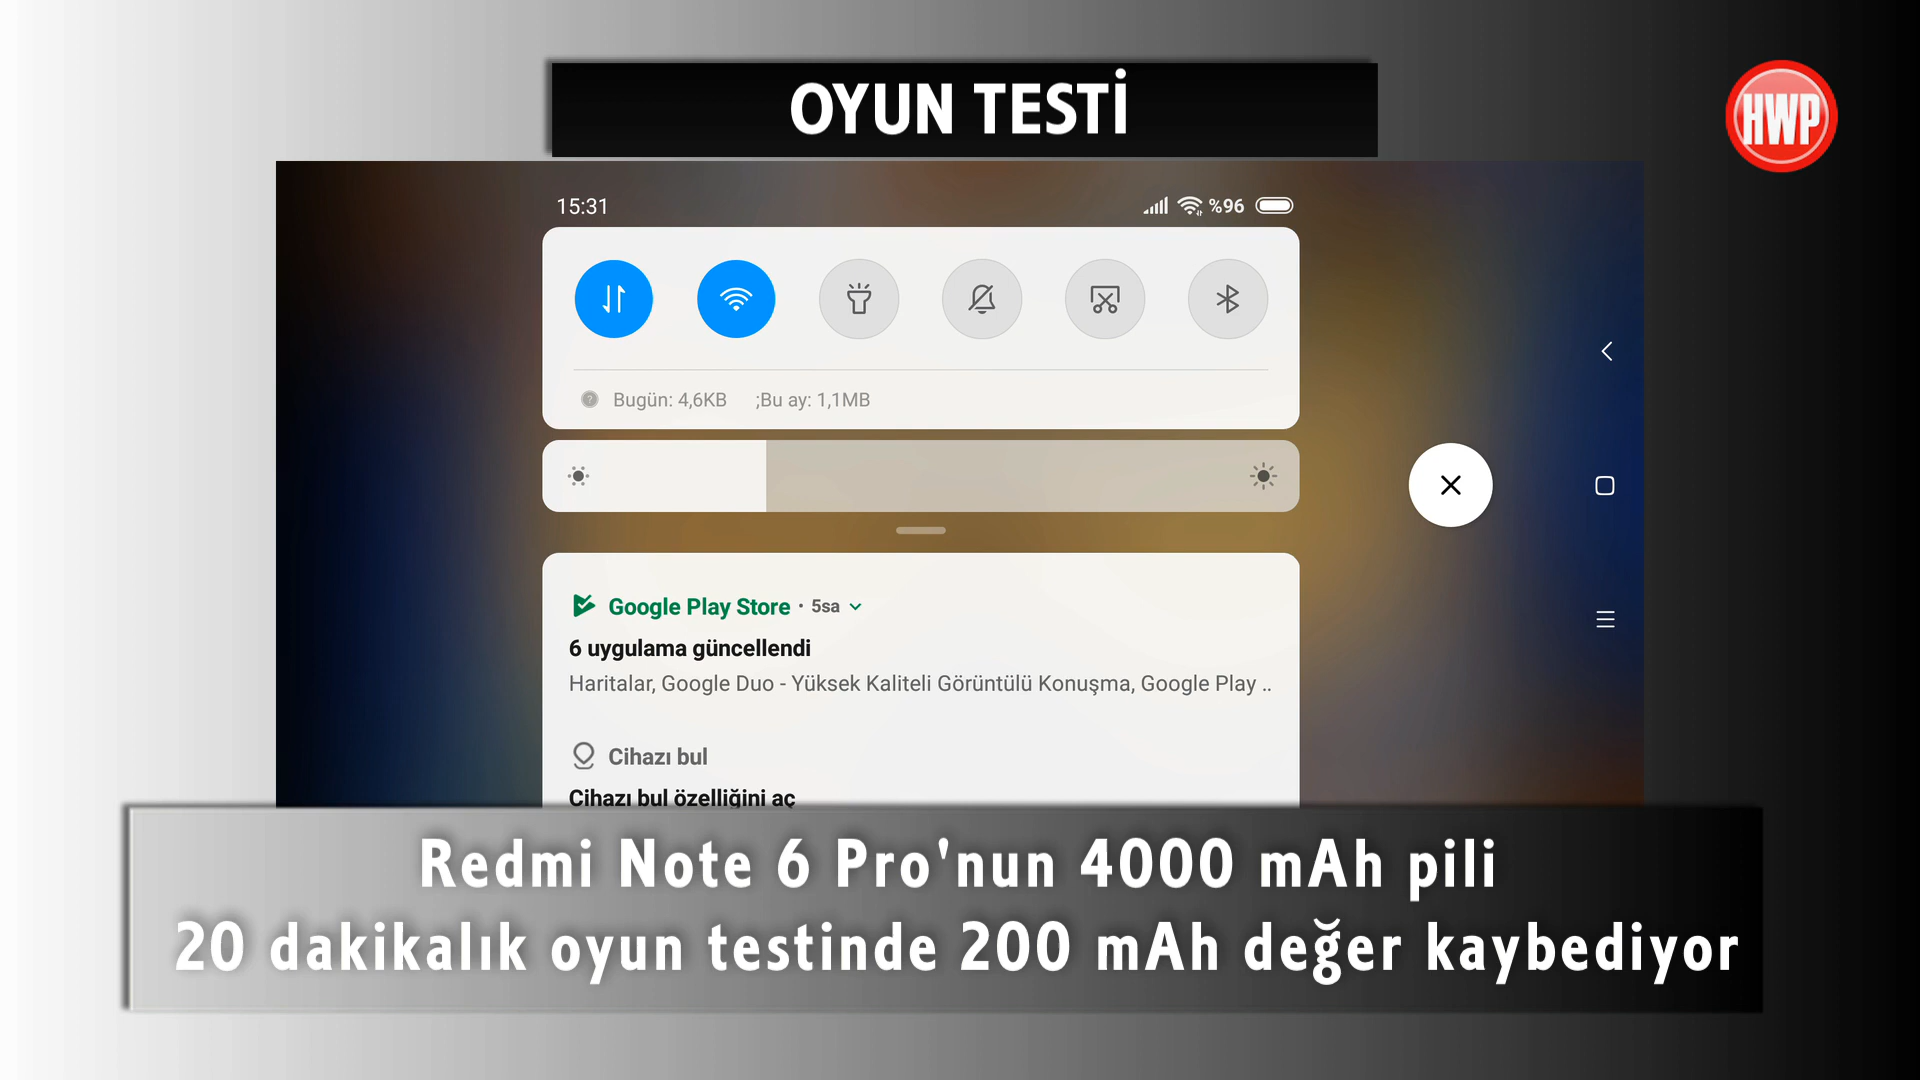 OYUN TESTİ
HWP
15:31 %96
Bugün: 4,6KB ;Bu ay: 1,1MB
Google Play Store · 5sa
6 uygulama güncellendi
Haritalar, Google Duo - Yüksek Kaliteli Görüntülü Konuşma, Google Play ..
Cihazı bul
Cihazı bul özelliğini aç
Redmi Note 6 Pro'nun 4000 mAh pili
20 dakikalık oyun testinde 200 mAh değer kaybediyor